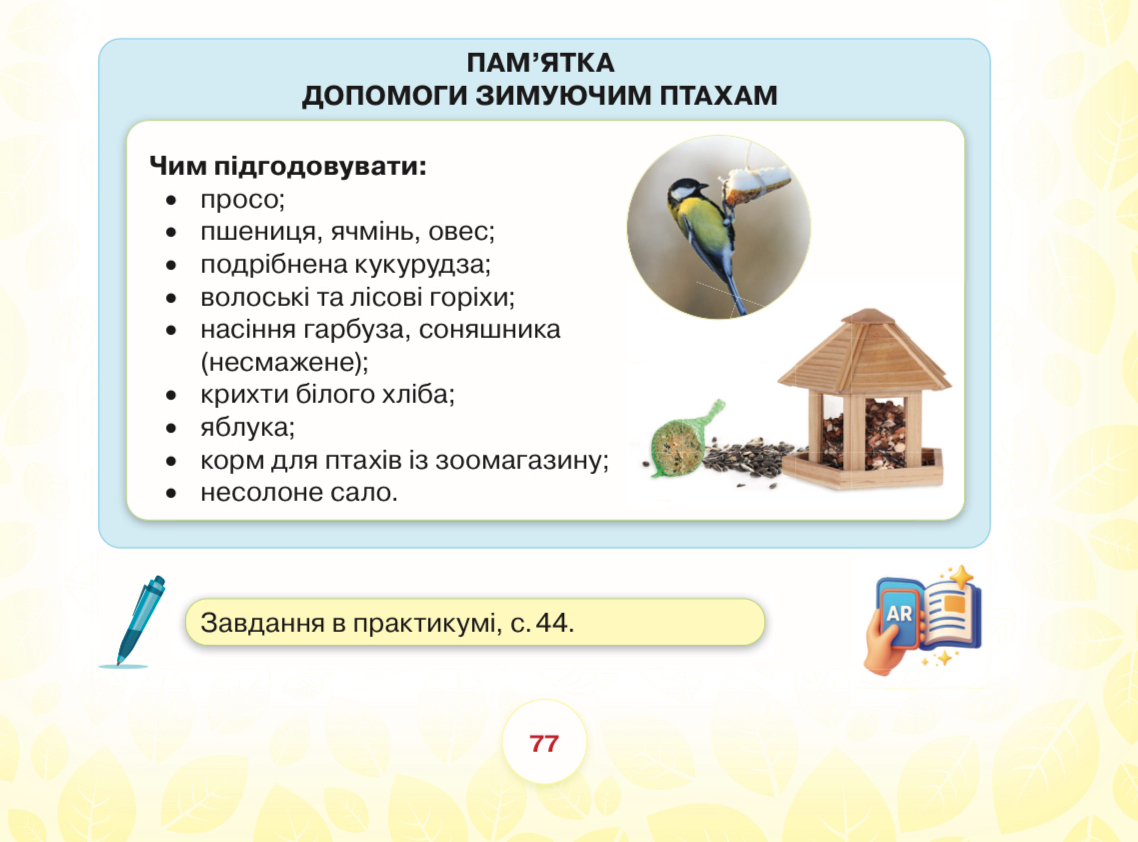 ПАМ’ЯТКА
ДОПОМОГИ ЗИМУЮЧИМ ПТАХАМ
Чим підгодовувати:
• просо;
• пшениця, ячмінь, овес;
• подрібнена кукурудза;
• волоські та лісові горіхи;
• насіння гарбуза, соняшника
(несмажене);
• крихти білого хліба;
• яблука;
• корм для птахів із зоомагазину;
• несолоне сало.
Завдання в практикумі, с. 44.
AR
77